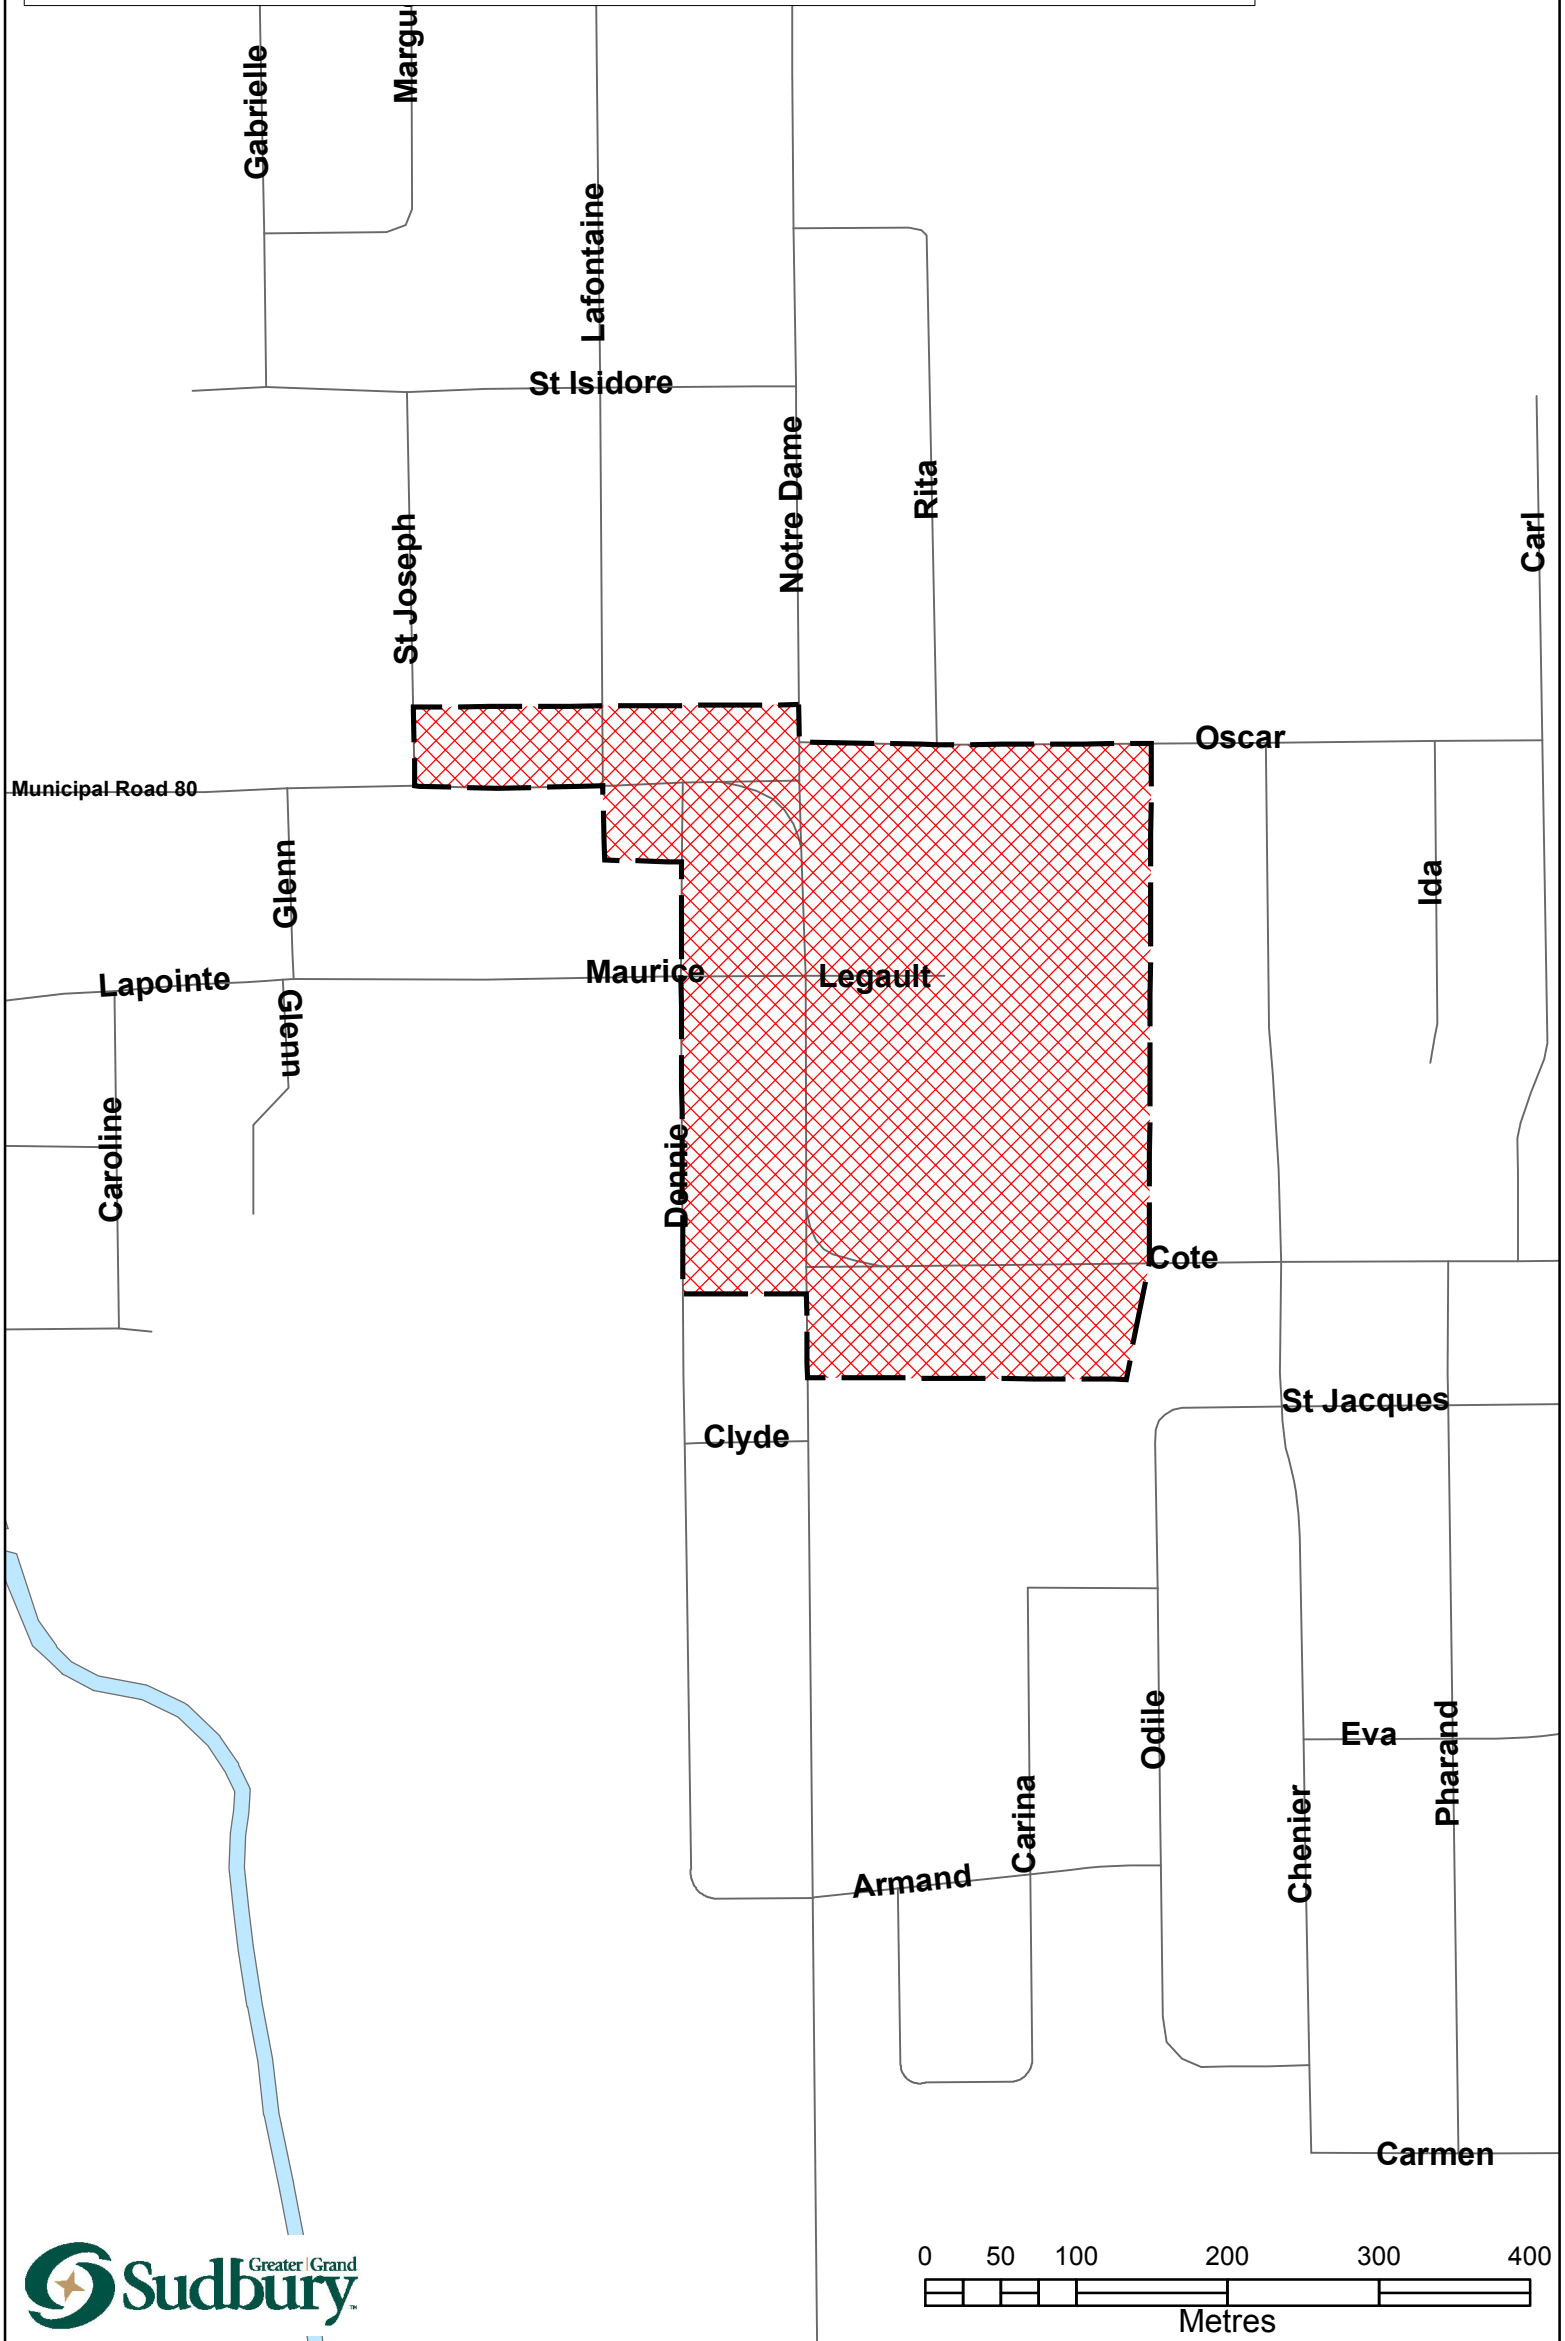 Gabrielle
Margu
Lafontaine
St Isidore
Notre Dame
Rita
St Joseph
Carl
Oscar
Municipal Road 80
Glenn
Ida
Maurice
Legault
Lapointe
Glenn
Caroline
Dennie
Cote
St Jacques
Clyde
Odile
Eva
Pharand
Carina
Chenier
Armand
Carmen
Greater | Grand
Sudbury
TM
0 50 100 200 300 400
Metres